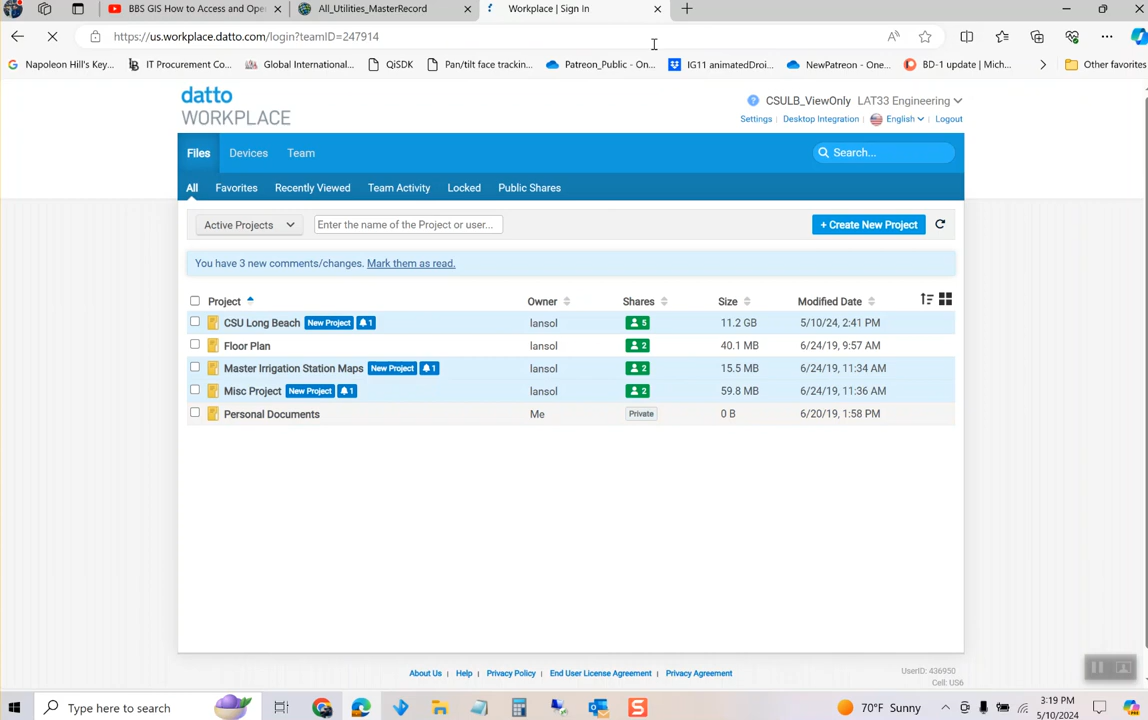 BBS GIS How to Access and Ope
All_Utilities_MasterRecord
Workplace | Sign In
https://us.workplace.datto.com/login?teamID=247914
Napoleon Hill's Key...
IT Procurement Co...
Global International...
QiSDK
Pan/tilt face trackin...
Patreon_Public - On...
IG11 animatedDroi...
NewPatreon - One...
BD-1 update | Mich...
Other favorites
datto
WORKPLACE
CSULB_ViewOnly LAT33 Engineering
Settings Desktop Integration English Logout
Files Devices Team
Search...
All Favorites Recently Viewed Team Activity Locked Public Shares
Active Projects
Enter the name of the Project or user...
+ Create New Project
You have 3 new comments/changes. Mark them as read.
Project Owner Shares Size Modified Date
CSU Long Beach New Project 1 lansol 5 11.2 GB 5/10/24, 2:41 PM
Floor Plan lansol 2 40.1 MB 6/24/19, 9:57 AM
Master Irrigation Station Maps New Project 1 lansol 2 15.5 MB 6/24/19, 11:34 AM
Misc Project New Project 1 lansol 2 59.8 MB 6/24/19, 11:36 AM
Personal Documents Me Private 0 B 6/20/19, 1:58 PM
About Us Help Privacy Policy End User License Agreement Privacy Agreement
UserID: 436950
Cell: US6
Type here to search
70°F Sunny
3:19 PM
5/10/2024